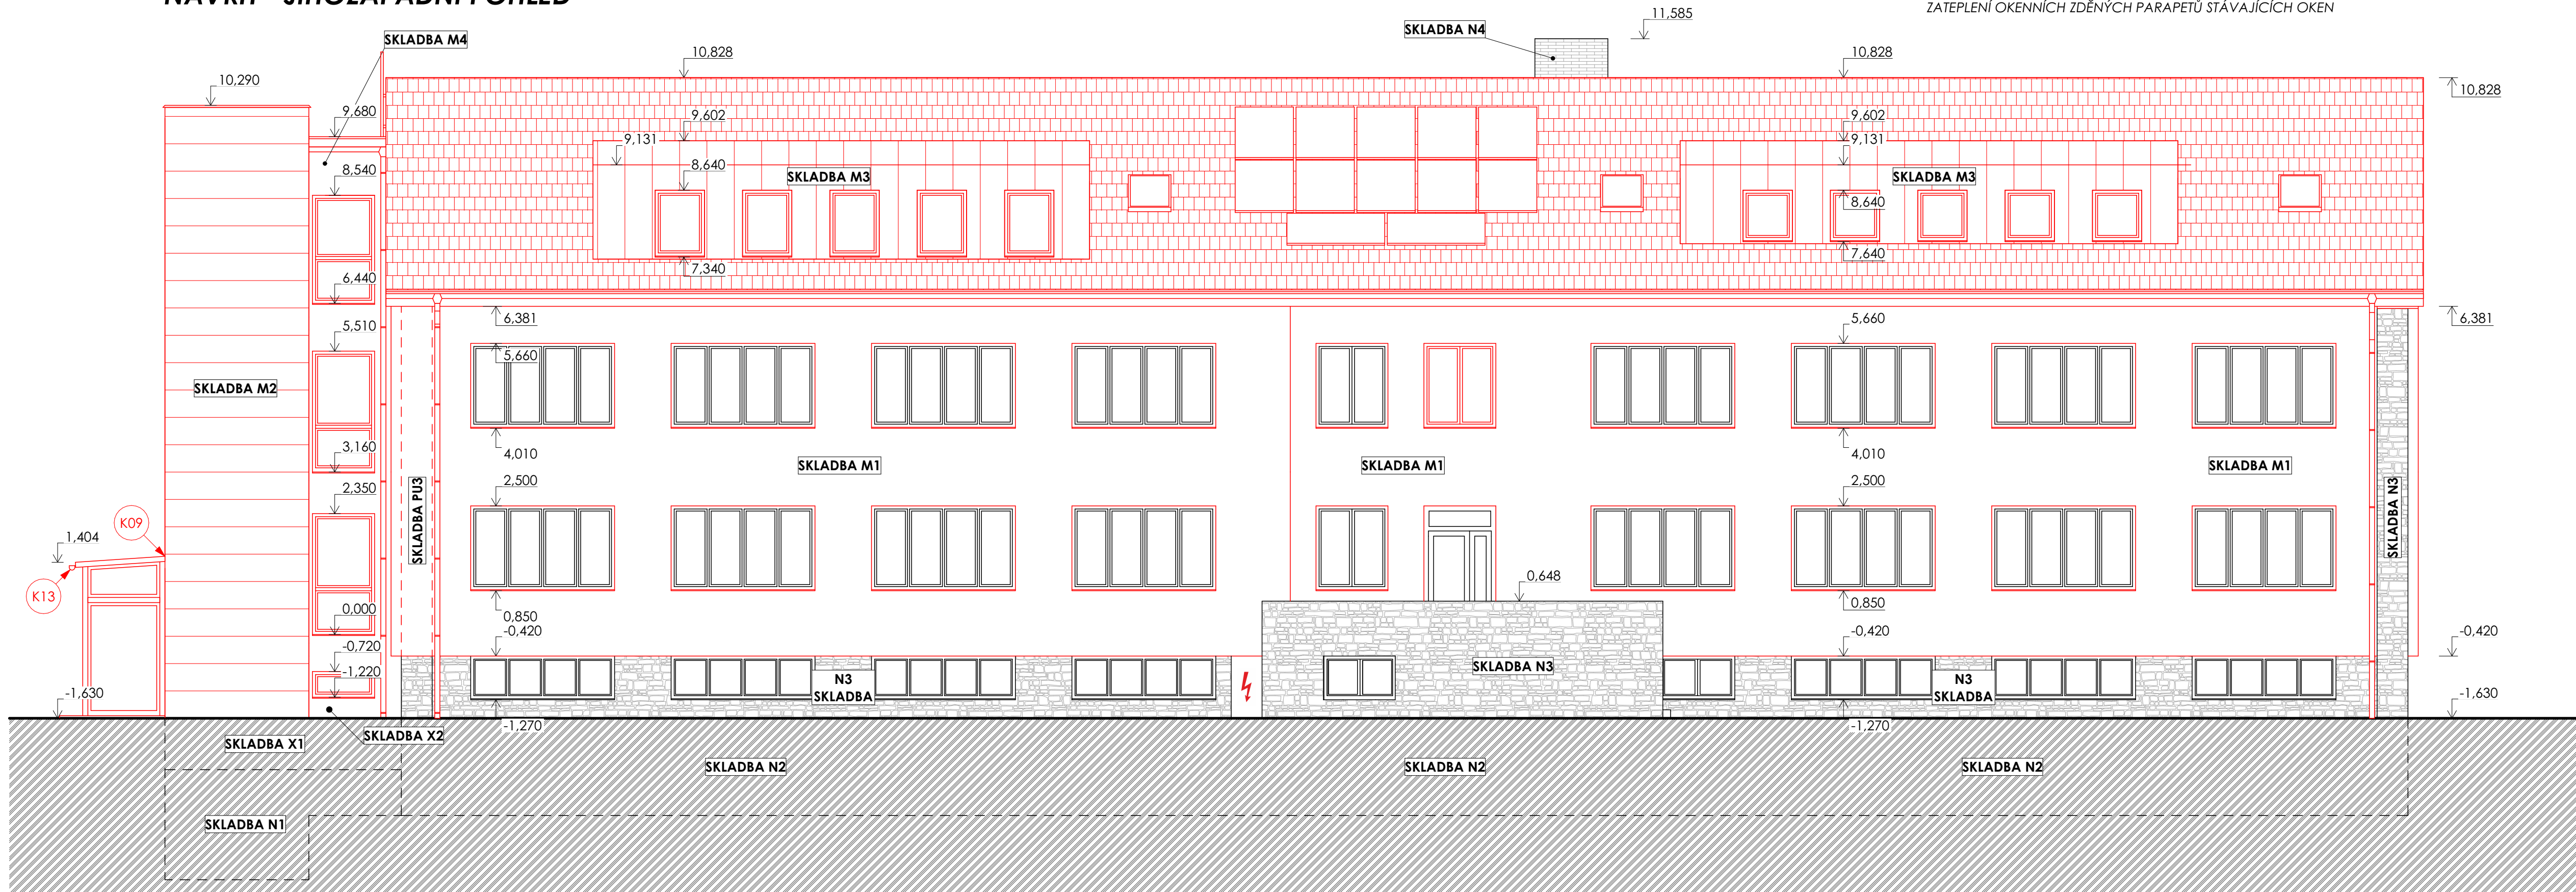 NÁVRH - JIHOZÁPADNÍ POHLED
ZATEPLENÍ OKENNÍCH ZDĚNÝCH PARAPETŮ STÁVAJÍCÍCH OKEN
11,585
SKLADBA N4
SKLADBA M4
10,828
10,828
10,290
10,828
9,680
9,602
9,602
9,131
9,131
8,640
8,540
SKLADBA M3
SKLADBA M3
8,640
7,640
7,340
6,440
6,381
5,660
6,381
5,510
5,660
SKLADBA M2
4,010
4,010
3,160
SKLADBA M1
SKLADBA M1
SKLADBA M1
2,500
2,500
2,350
SKLADBA PU3
SKLADBA N3
K09
1,404
K13
0,648
0,000
0,850
0,850
-0,420
-0,420
-0,420
-0,720
-1,220
SKLADBA N3
N3
SKLADBA
N3
SKLADBA
-1,630
-1,630
-1,270
-1,270
SKLADBA X2
SKLADBA X1
SKLADBA N2
SKLADBA N2
SKLADBA N2
SKLADBA N1